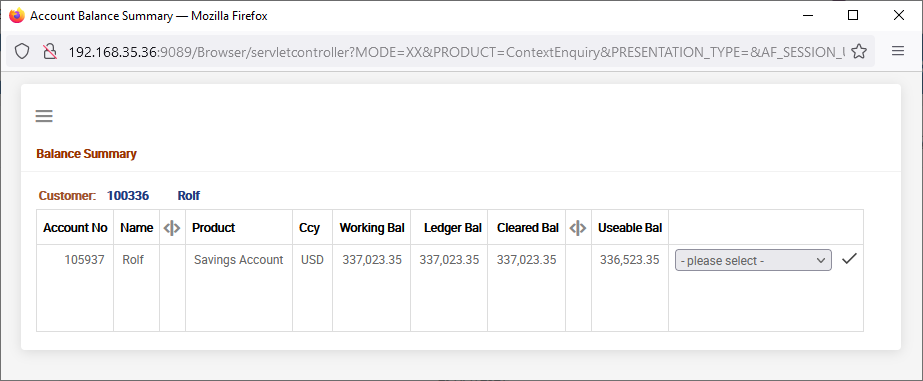 Account Balance Summary — Mozilla Firefox
192.168.35.36:9089/Browser/servletcontroller?MODE=XX&PRODUCT=ContextEnquiry&PRESENTATION_TYPE=&AF_SESSION_U
Balance Summary
Customer: 100336 Rolf
Account No Name Product Ccy Working Bal Ledger Bal Cleared Bal Useable Bal
105937 Rolf Savings Account USD 337,023.35 337,023.35 337,023.35 336,523.35 - please select -